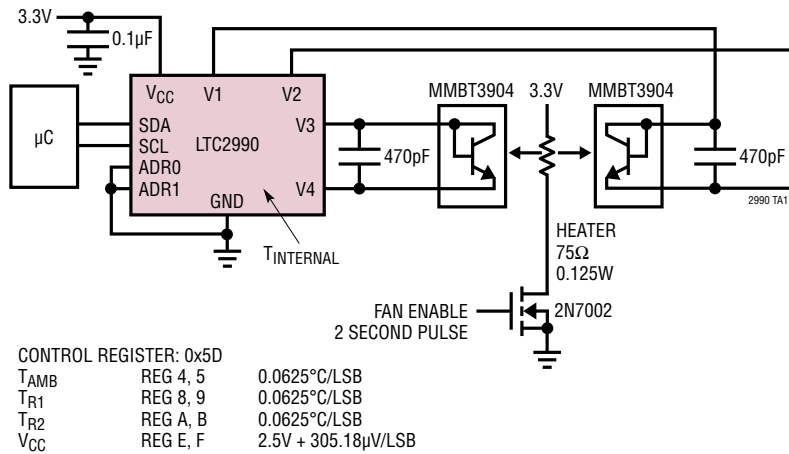 3.3V
0.1µF
VCC V1 V2
MMBT3904 3.3V MMBT3904
µC
SDA
SCL
ADR0
ADR1
LTC2990
V3
V4
GND
470pF
470pF
2990 TA1
TINTERNAL
HEATER
75Ω
0.125W
FAN ENABLE
2 SECOND PULSE
2N7002
CONTROL REGISTER: 0x5D
TAMB REG 4, 5 0.0625°C/LSB
TR1 REG 8, 9 0.0625°C/LSB
TR2 REG A, B 0.0625°C/LSB
VCC REG E, F 2.5V + 305.18µV/LSB